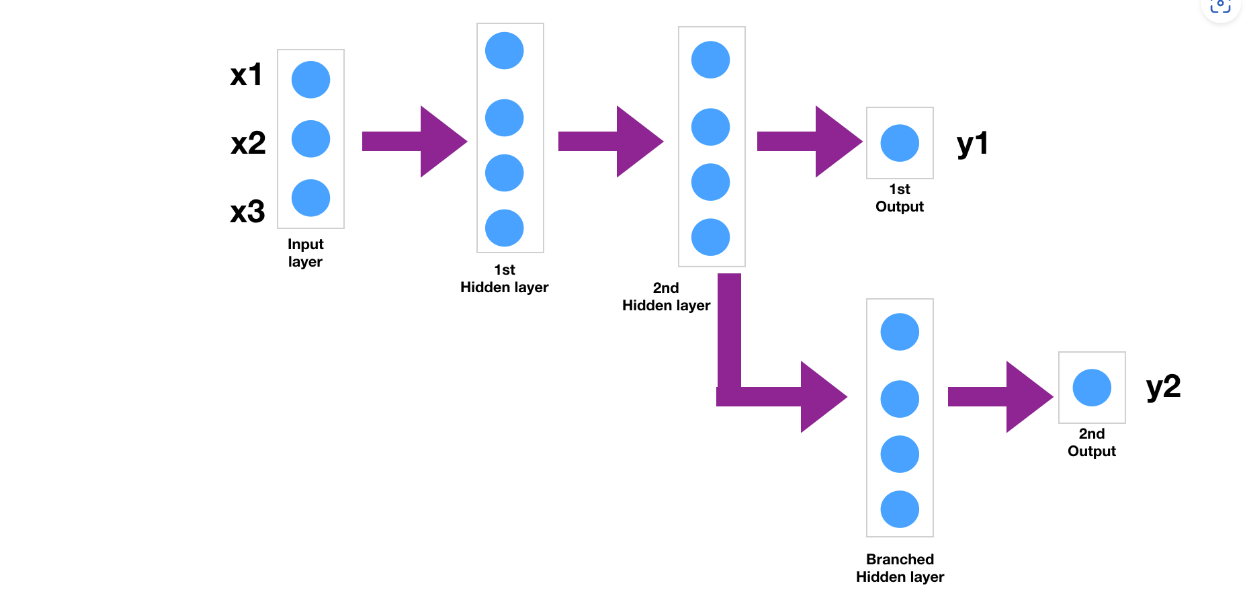 x1
x2
x3
Input
layer
1st
Hidden layer
2nd
Hidden layer
1st
Output
y1
Branched
Hidden layer
2nd
Output
y2